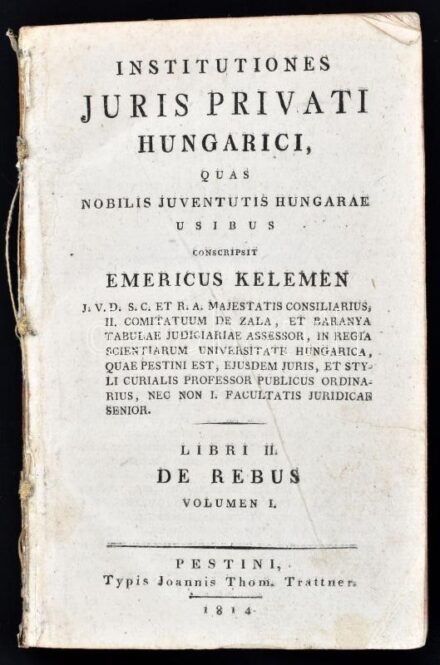 INSTITUTIONES
JURIS PRIVATI
HUNGARICI,
QUAS
NOBILIS JUVENTUTIS HUNGARAE
USIBUS
CONSCRIPSIT
EMERICUS KELEMEN
J. V. D. S. C. ET R. A. MAJESTATIS CONSILIARIUS,
II. COMITATUUM DE ZALA, ET BARANYA
TABULAE JUDICIARIAE ASSESSOR, IN REGIA
SCIENTIARUM UNIVERSITATE HUNGARICA,
QUAE PESTINI EST, EJUSDEM JURIS, ET STY-
LI CURIALIS PROFESSOR PUBLICUS ORDINA-
RIUS, NEC NON I. FACULTATIS JURIDICAE
SENIOR.
LIBRI II.
DE REBUS
VOLUMEN I.
PESTINI,
Typis Joannis Thom. Trattner.
1814